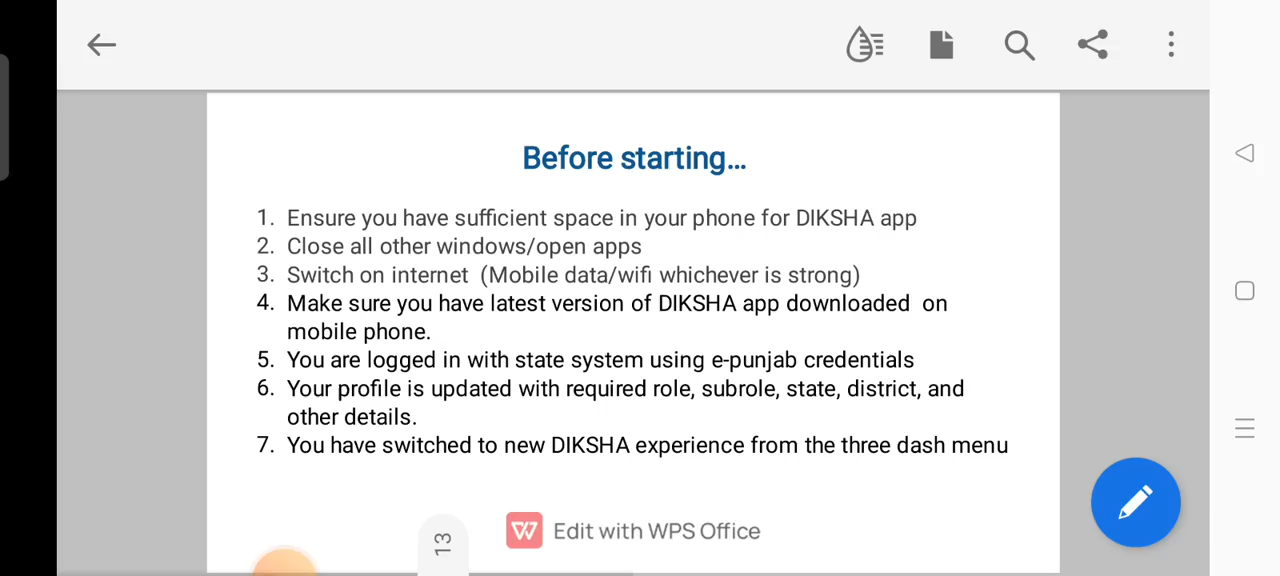 Before starting...
1. Ensure you have sufficient space in your phone for DIKSHA app
2. Close all other windows/open apps
3. Switch on internet (Mobile data/wifi whichever is strong)
4. Make sure you have latest version of DIKSHA app downloaded on
mobile phone.
5. You are logged in with state system using e-punjab credentials
6. Your profile is updated with required role, subrole, state, district, and
other details.
7. You have switched to new DIKSHA experience from the three dash menu
13
W Edit with WPS Office